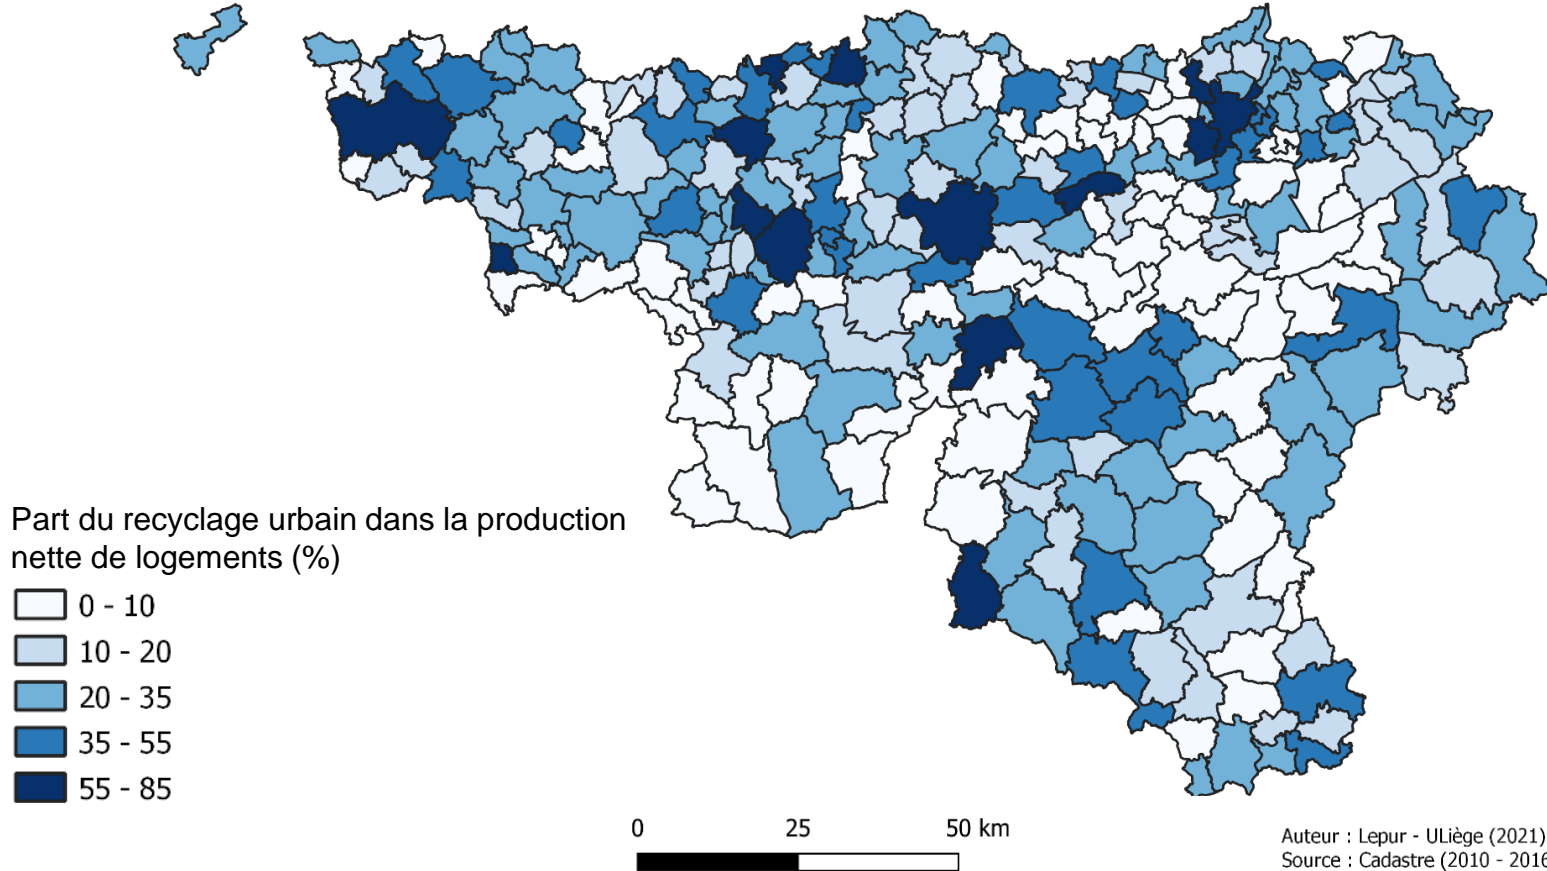 Part du recyclage urbain dans la production
nette de logements (%)
0 - 10
10 - 20
20 - 35
35 - 55
55 - 85
0 25 50 km
Auteur : Lepur - ULiège (2021)
Source : Cadastre (2010 - 2016